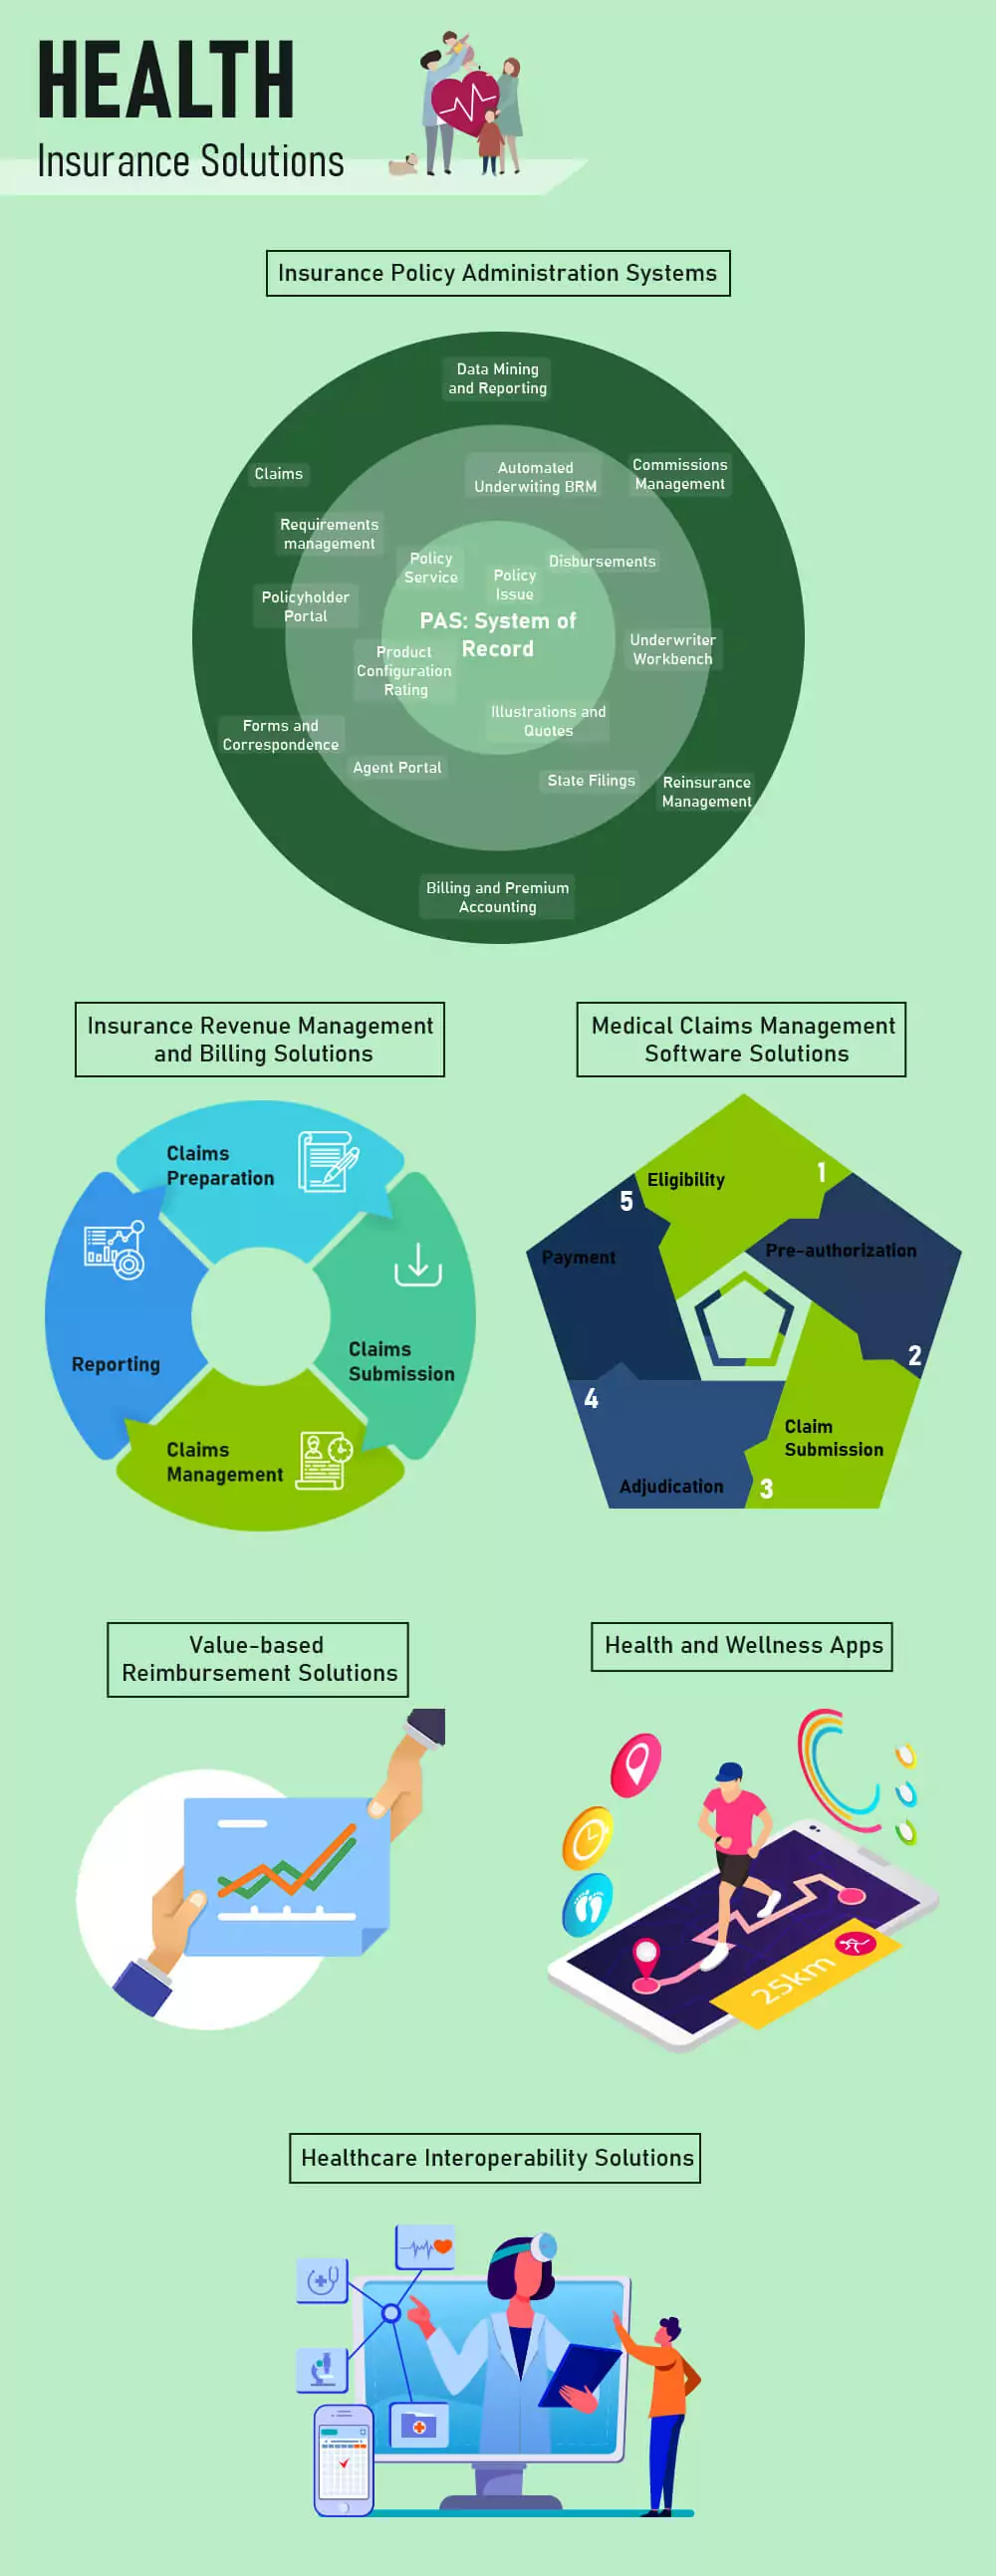 HEALTH
Insurance Solutions
Insurance Policy Administration Systems
Data Mining
and Reporting
Claims
Automated
Underwiting BRM
Commissions
Management
Requirements
management
Policy
Service
Policy
Issue
Disbursements
Policyholder
Portal
PAS: System of
Record
Underwriter
Workbench
Product
Configuration
Rating
Illustrations and
Quotes
Forms and
Correspondence
Agent Portal
State Filings
Reinsurance
Management
Billing and Premium
Accounting
Insurance Revenue Management
and Billing Solutions
Claims
Preparation
Claims
Submission
Reporting
Claims
Management
Medical Claims Management
Software Solutions
Eligibility
1
5
Payment
Pre-authorization
2
4
Claim
Submission
Adjudication
3
Value-based
Reimbursement Solutions
Health and Wellness Apps
25km
Healthcare Interoperability Solutions